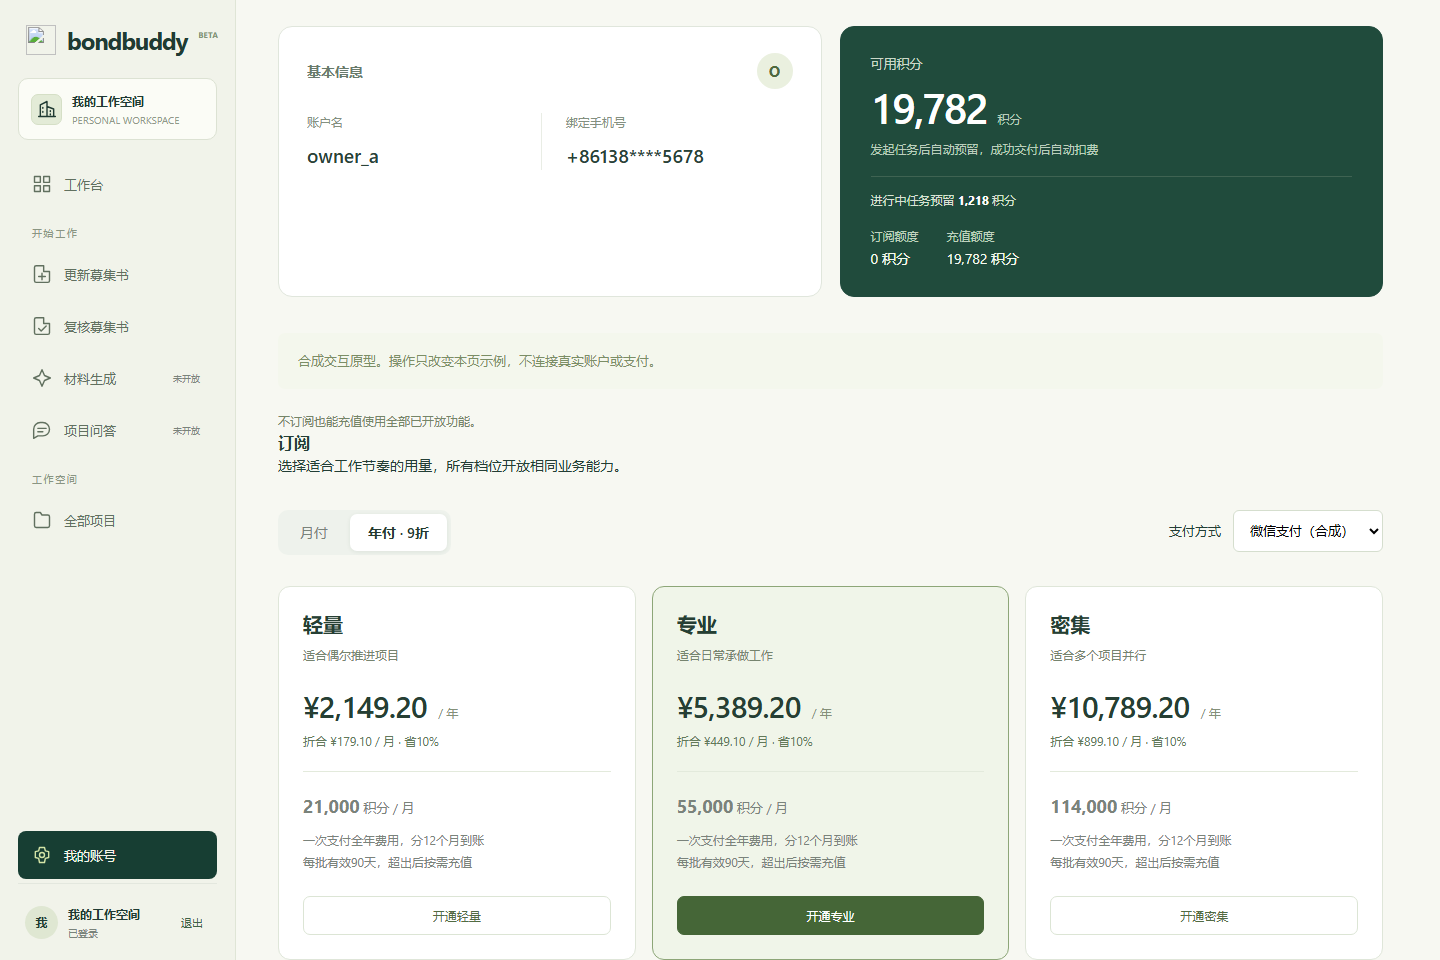 bondbuddy BETA
我的工作空间
PERSONAL WORKSPACE
工作台
开始工作
更新募集书
复核募集书
材料生成 未开放
项目问答 未开放
工作空间
全部项目
我的账号
我 我的工作空间
已登录
退出
基本信息 O
账户名
owner_a
绑定手机号
+86138****5678
可用积分
19,782 积分
发起任务后自动预留，成功交付后自动扣费
进行中任务预留 1,218 积分
订阅额度 充值额度
0 积分 19,782 积分
合成交互原型。操作只改变本页示例，不连接真实账户或支付。
不订阅也能充值使用全部已开放功能。
订阅
选择适合工作节奏的用量，所有档位开放相同业务能力。
月付 年付 · 9折
支付方式 微信支付（合成）
轻量
适合偶尔推进项目
¥2,149.20 / 年
折合 ¥179.10 / 月 · 省10%
21,000 积分 / 月
一次支付全年费用，分12个月到账
每批有效90天，超出后按需充值
开通轻量
专业
适合日常承做工作
¥5,389.20 / 年
折合 ¥449.10 / 月 · 省10%
55,000 积分 / 月
一次支付全年费用，分12个月到账
每批有效90天，超出后按需充值
开通专业
密集
适合多个项目并行
¥10,789.20 / 年
折合 ¥899.10 / 月 · 省10%
114,000 积分 / 月
一次支付全年费用，分12个月到账
每批有效90天，超出后按需充值
开通密集